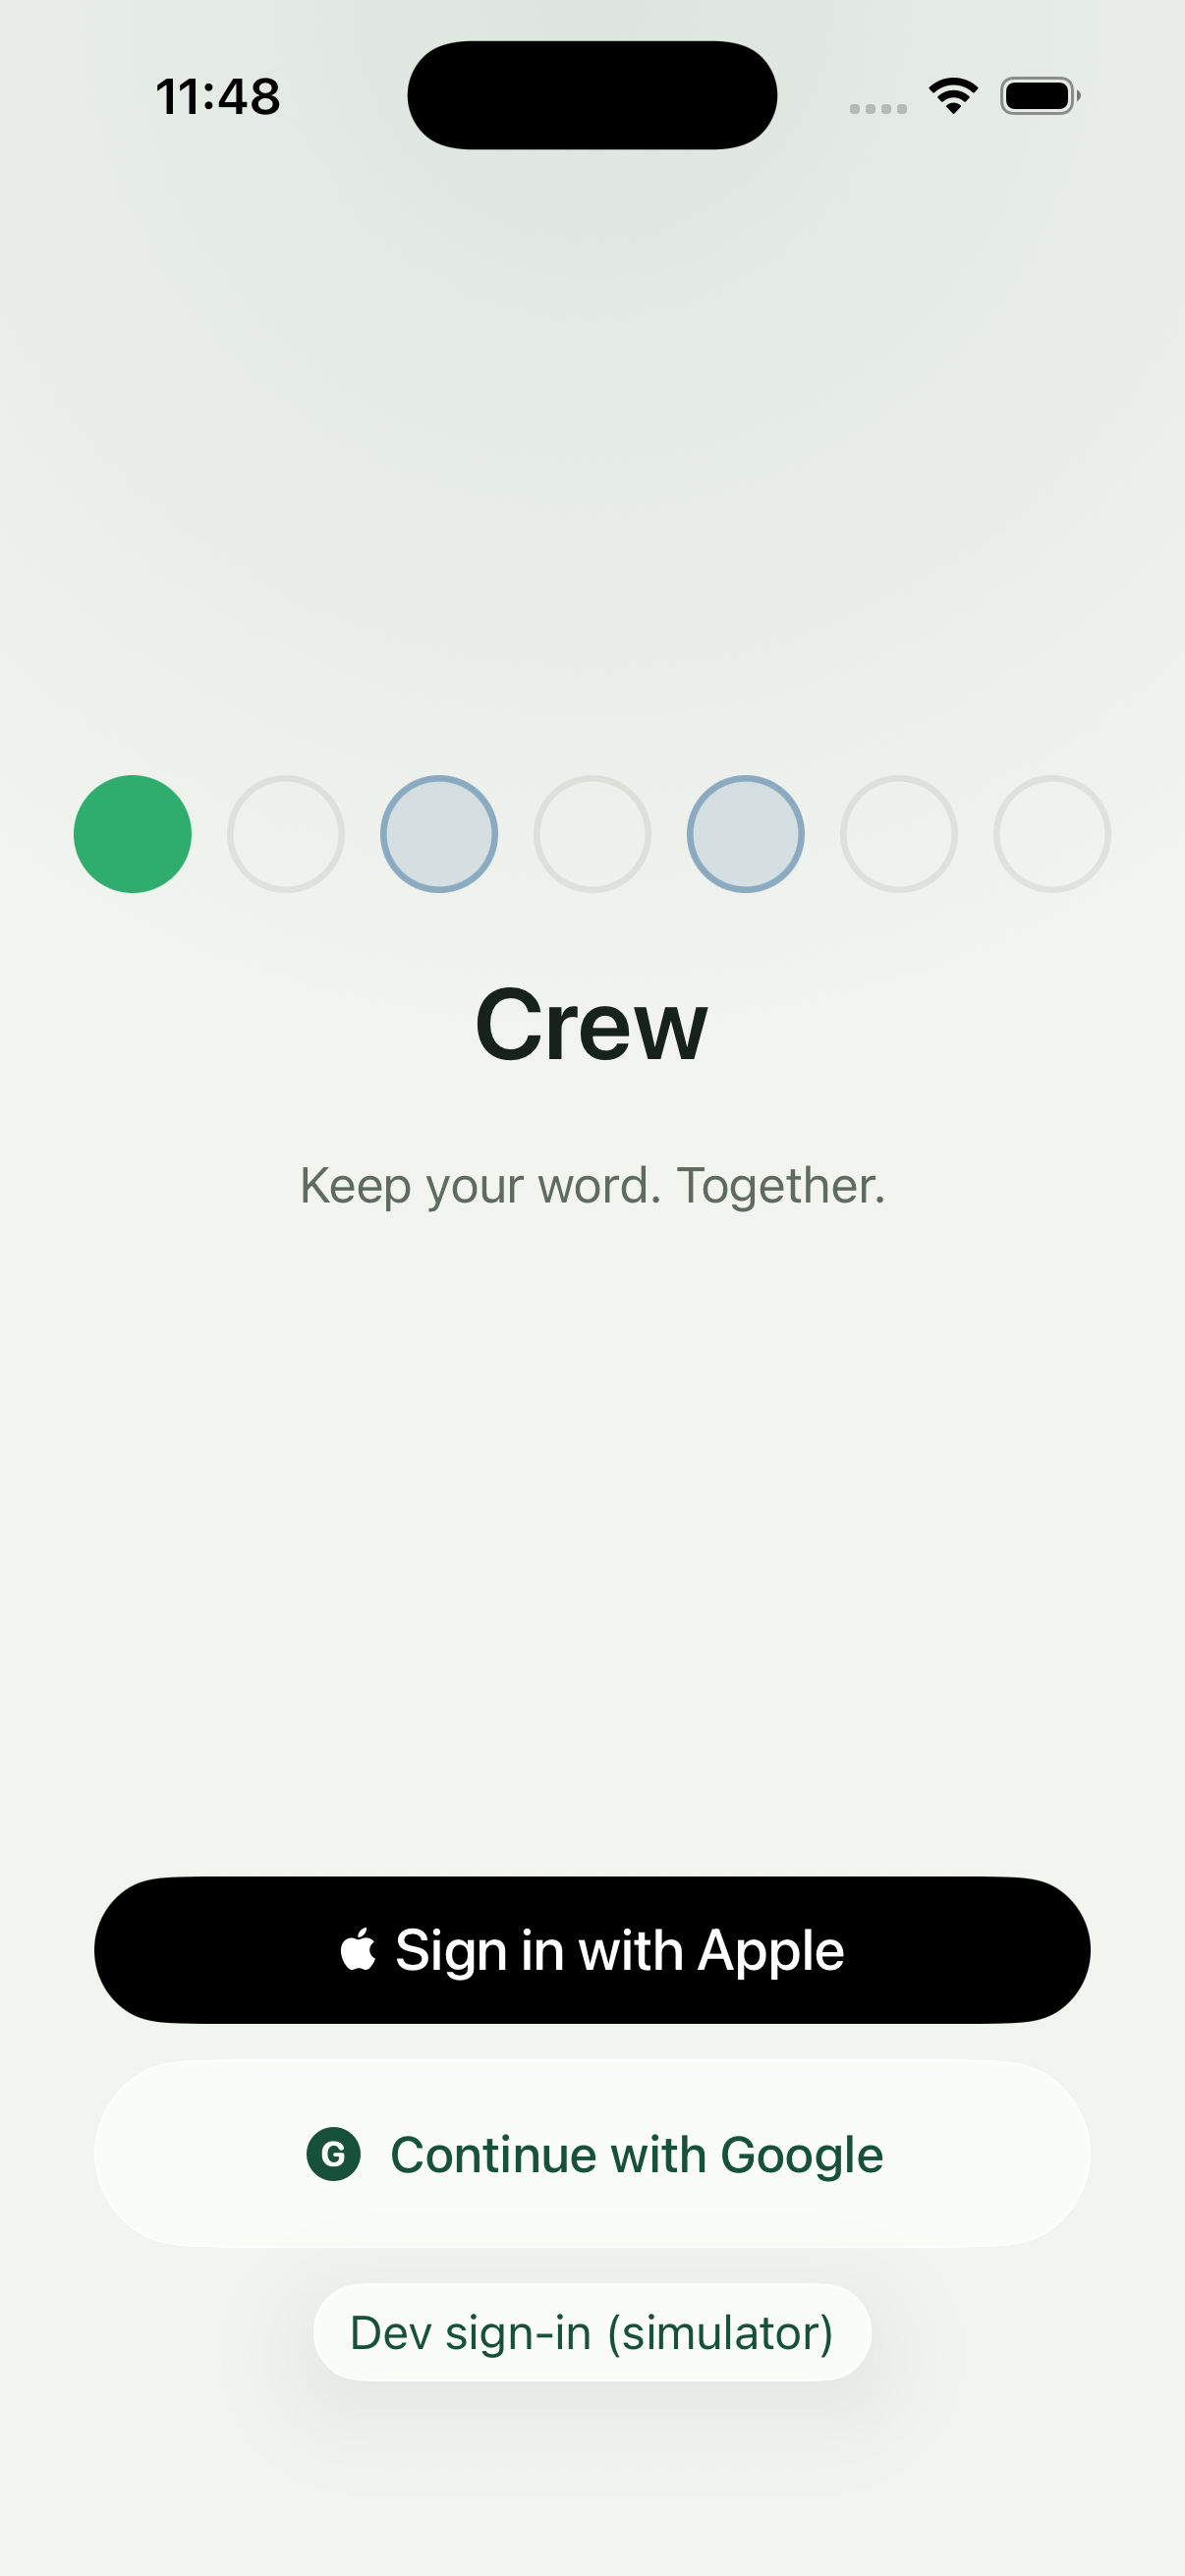 11:48
Crew
Keep your word. Together.
Sign in with Apple
G Continue with Google
Dev sign-in (simulator)